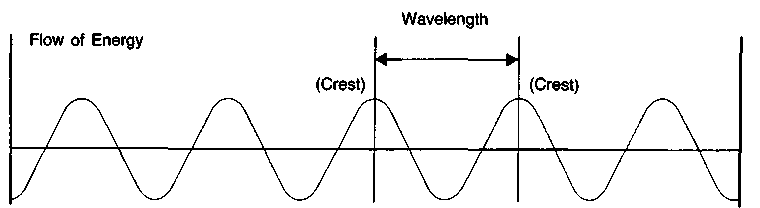 Wavelength
Flow of Energy
(Crest)
(Crest)